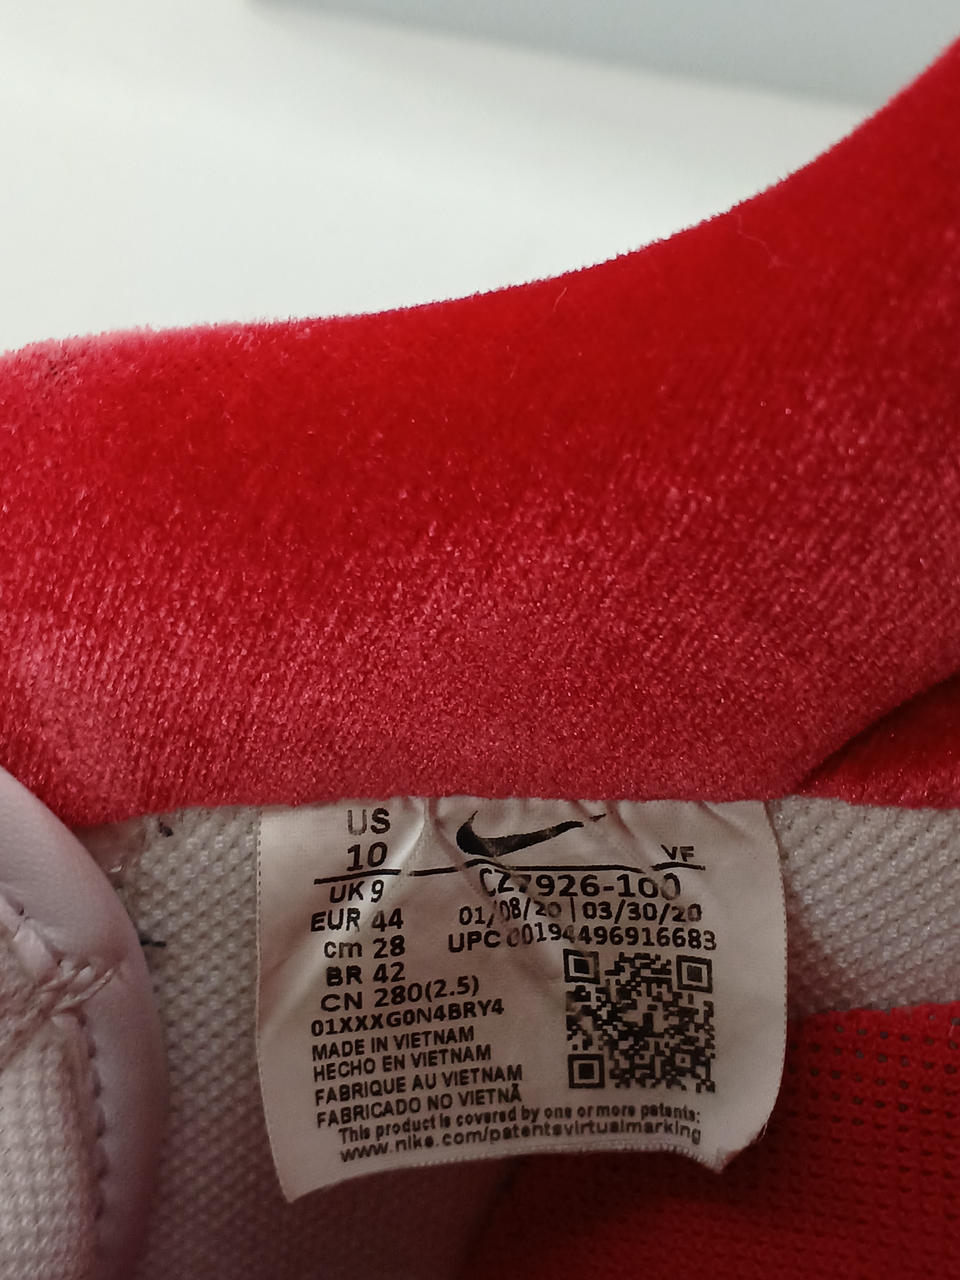 US
10
VF
UK 9
CZ7926-100
EUR 44
01/08/20 | 03/30/20
cm 28
UPC 00194496916683
BR 42
CN 280(2.5)
01XXXG0N4BRY4
MADE IN VIETNAM
HECHO EN VIETNAM
FABRIQUE AU VIETNAM
FABRICADO NO VIETNÃ
This product is covered by one or more patents:
www.nike.com/patentsvirtualmarking